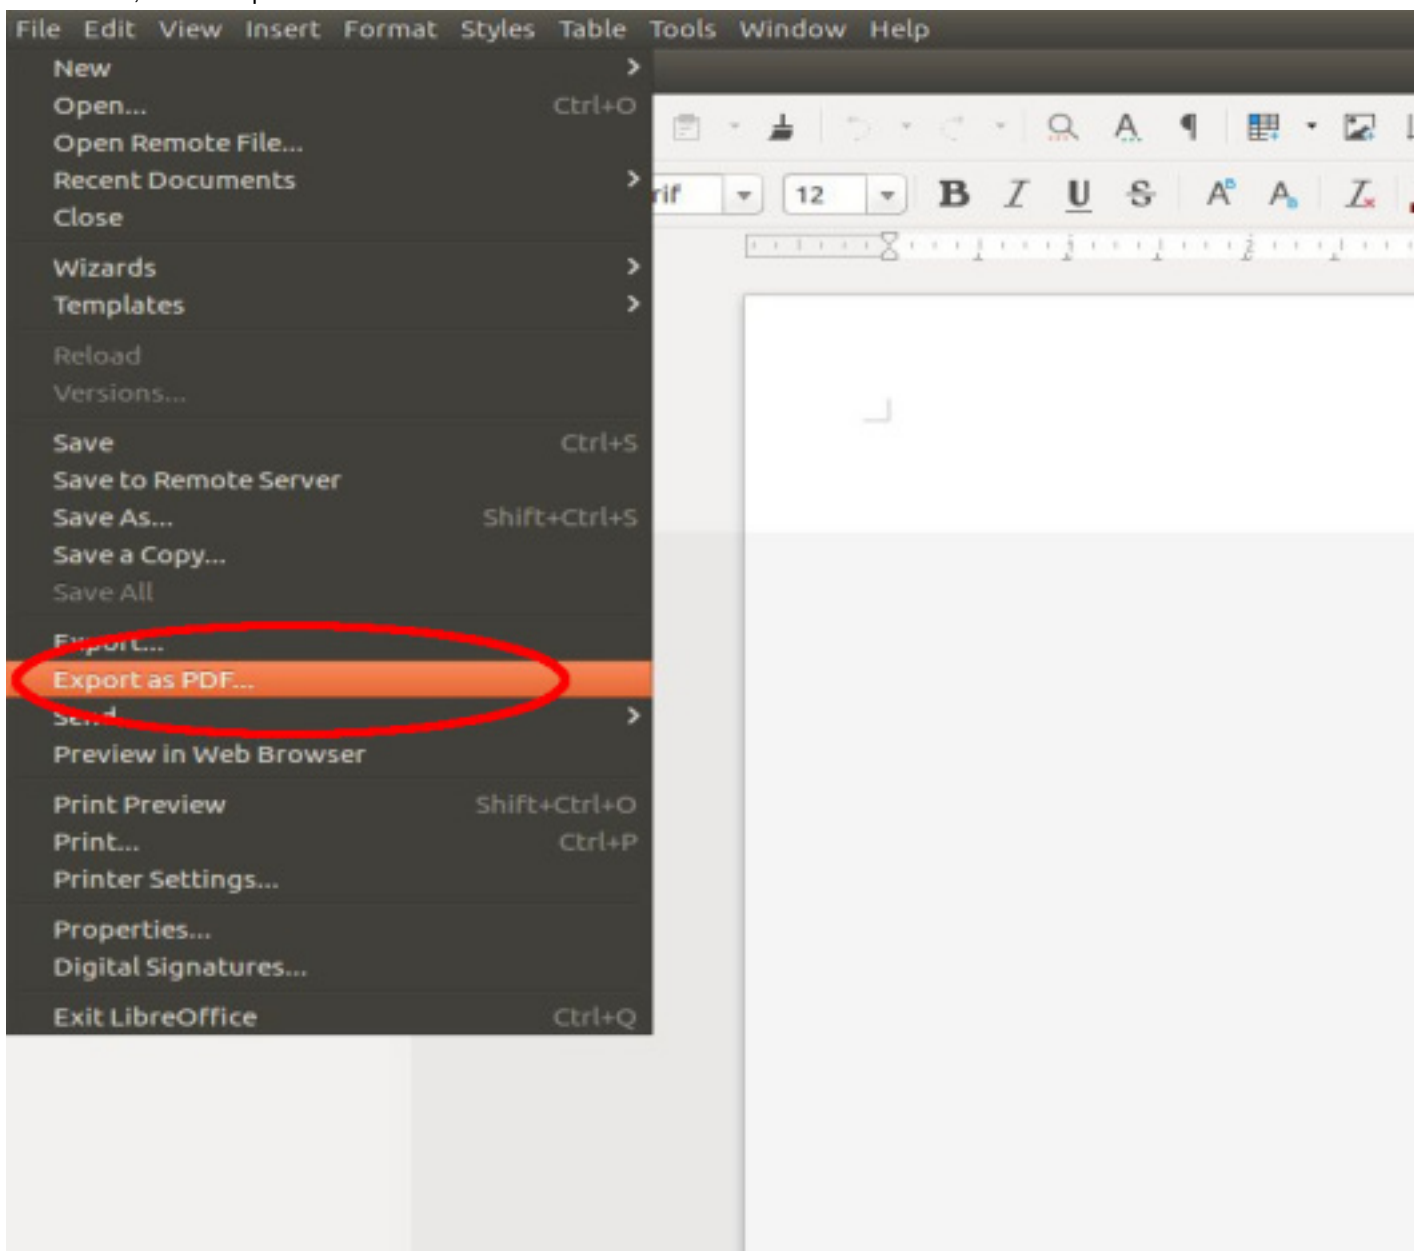 File Edit View Insert Format Styles Table Tools Window Help
New
Open... Ctrl+O
Open Remote File...
Recent Documents
Close
Wizards
Templates
Reload
Versions...
Save Ctrl+S
Save to Remote Server
Save As... Shift+Ctrl+S
Save a Copy...
Save All
Export...
Export as PDF...
Send
Preview in Web Browser
Print Preview Shift+Ctrl+O
Print... Ctrl+P
Printer Settings...
Properties...
Digital Signatures...
Exit LibreOffice Ctrl+Q
rif 12 B I U S A A I